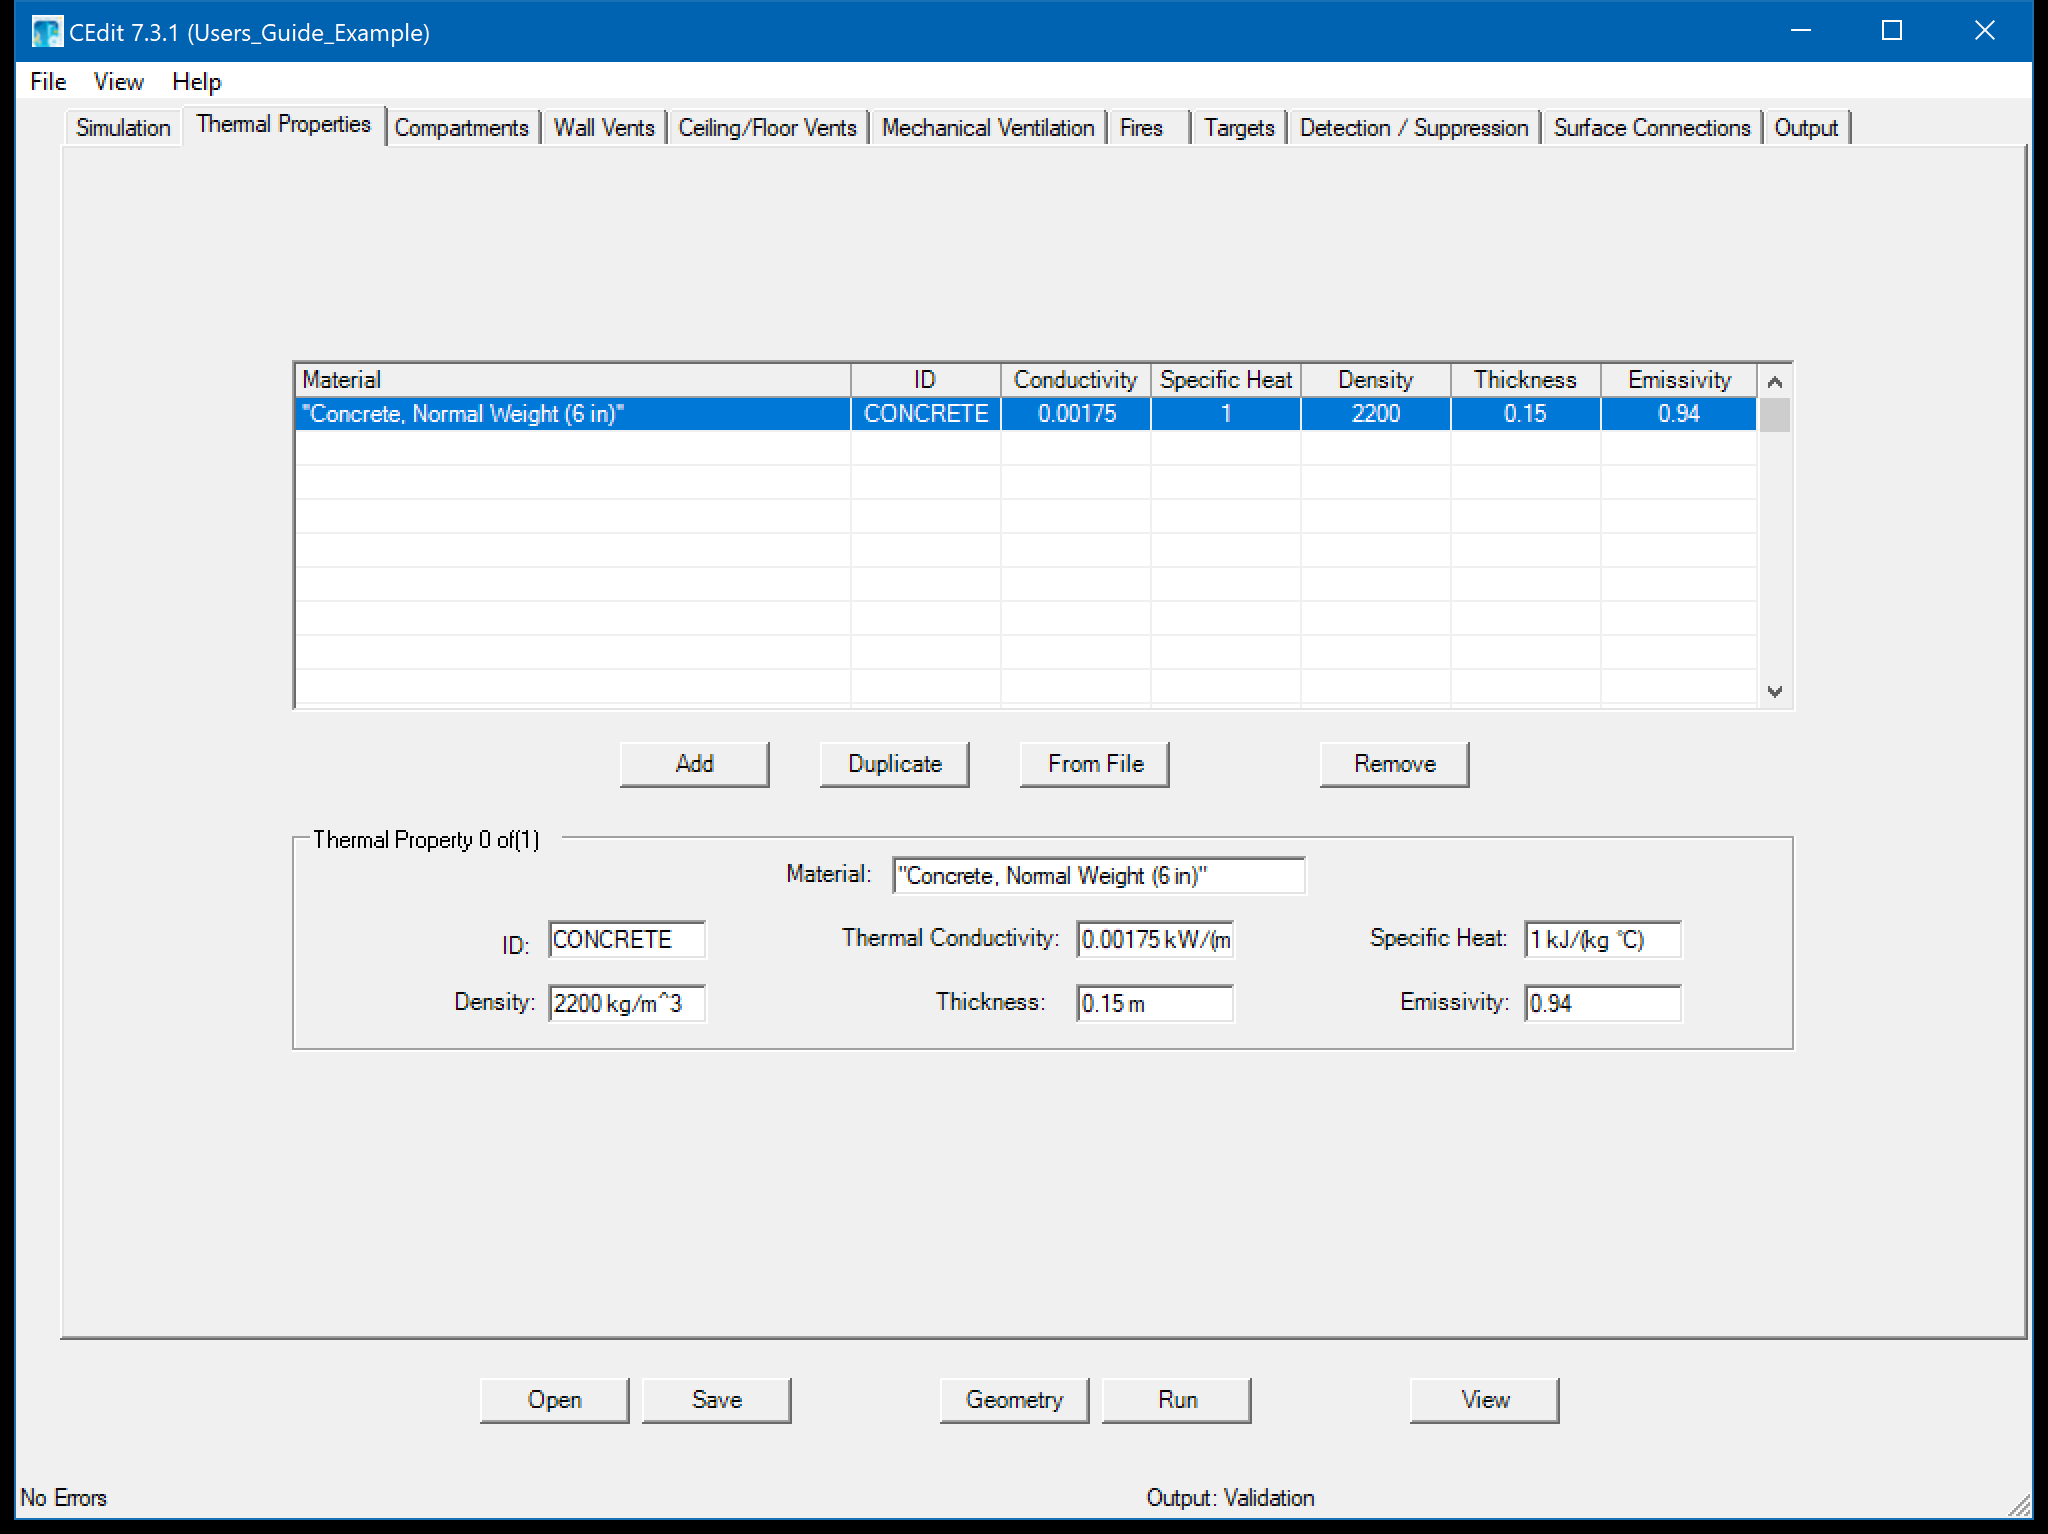 CEdit 7.3.1 (Users_Guide_Example)
File View Help
Simulation Thermal Properties Compartments Wall Vents Ceiling/Floor Vents Mechanical Ventilation Fires Targets Detection / Suppression Surface Connections Output
Material ID Conductivity Specific Heat Density Thickness Emissivity
"Concrete, Normal Weight (6 in)" CONCRETE 0.00175 1 2200 0.15 0.94
Add Duplicate From File Remove
Thermal Property 0 of(1)
Material: "Concrete, Normal Weight (6 in)"
ID: CONCRETE Thermal Conductivity: 0.00175 kW/(m Specific Heat: 1 kJ/(kg °C)
Density: 2200 kg/m^3 Thickness: 0.15 m Emissivity: 0.94
Open Save Geometry Run View
No Errors Output: Validation